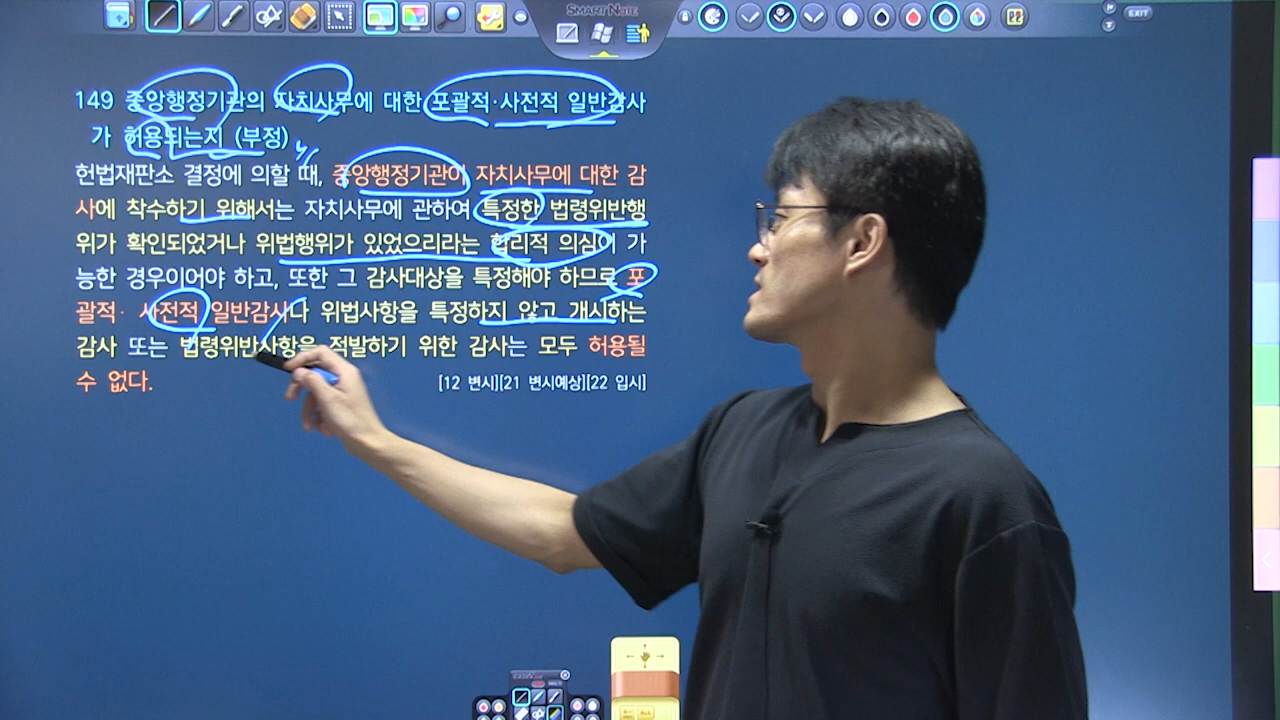 SMART NOTE
EXIT
149 중앙행정기관의 자치사무에 대한 포괄적·사전적 일반감사
가 허용되는지 (부정)
헌법재판소 결정에 의할 때, 중앙행정기관이 자치사무에 대한 감
사에 착수하기 위해서는 자치사무에 관하여 특정한 법령위반행
위가 확인되었거나 위법행위가 있었으리라는 합리적 의심이 가
능한 경우이어야 하고, 또한 그 감사대상을 특정해야 하므로 포
괄적· 사전적 일반감사나 위법사항을 특정하지 않고 개시하는
감사 또는 법령위반사항을 적발하기 위한 감사는 모두 허용될
수 없다.
[12 변시][21 변시예상][22 입시]
ALL